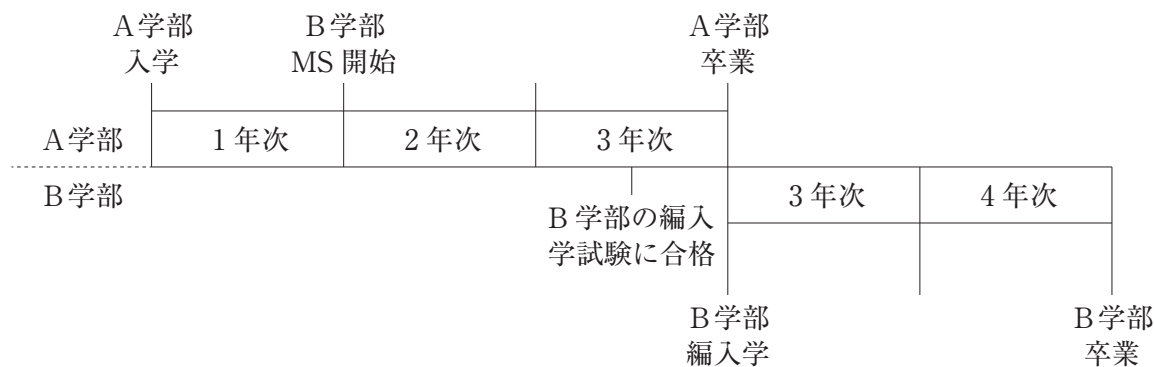 A学部
入学
B学部
MS 開始
A学部
卒業
A学部
1年次
2年次
3年次
B学部
3年次
4年次
B学部の編入
学試験に合格
B学部
編入学
B学部
卒業